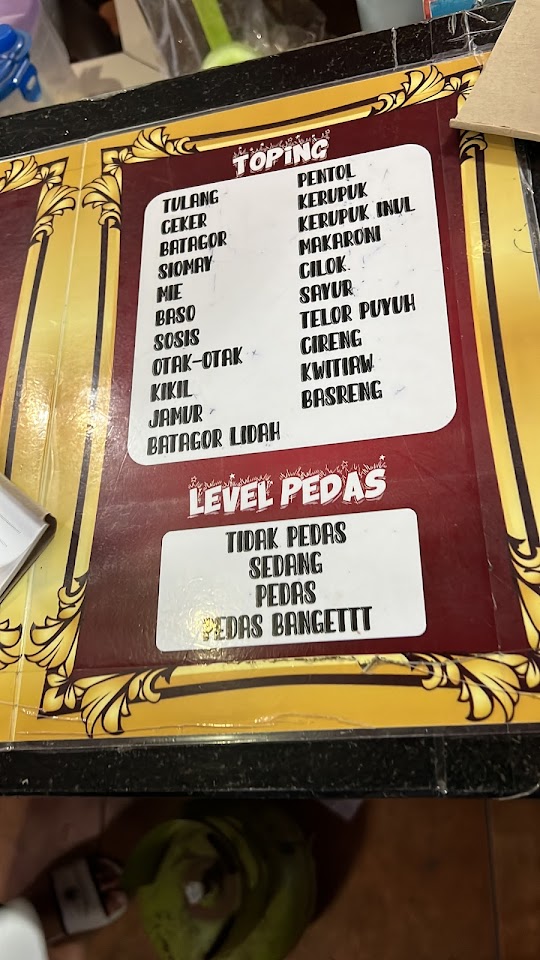 TOPING
TULANG
CEKER
BATAGOR
SIOMAY
MIE
BASO
SOSIS
OTAK-OTAK
KIKIL
JAMUR
BATAGOR LIDAH
PENTOL
KERUPUK
KERUPUK INUL
MAKARONI
CILOK
SAYUR
TELOR PUYUH
CIRENG
KWITIAW
BASRENG
LEVEL PEDAS
TIDAK PEDAS
SEDANG
PEDAS
PEDAS BANGETTT